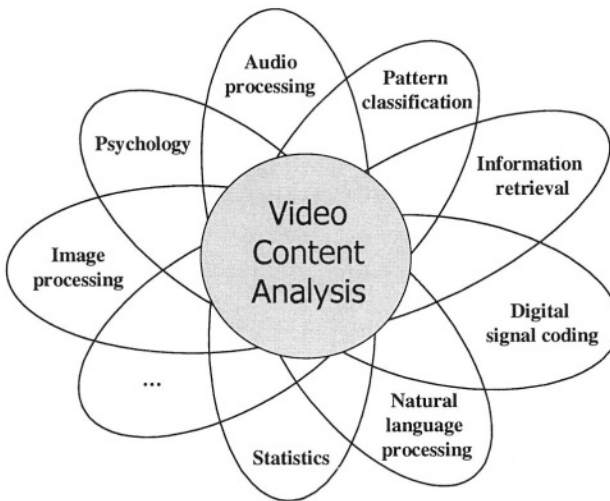 Audio
processing
Pattern
classification
Information
retrieval
Digital
signal coding
Natural
language
processing
Statistics
...
Image
processing
Psychology
Video
Content
Analysis